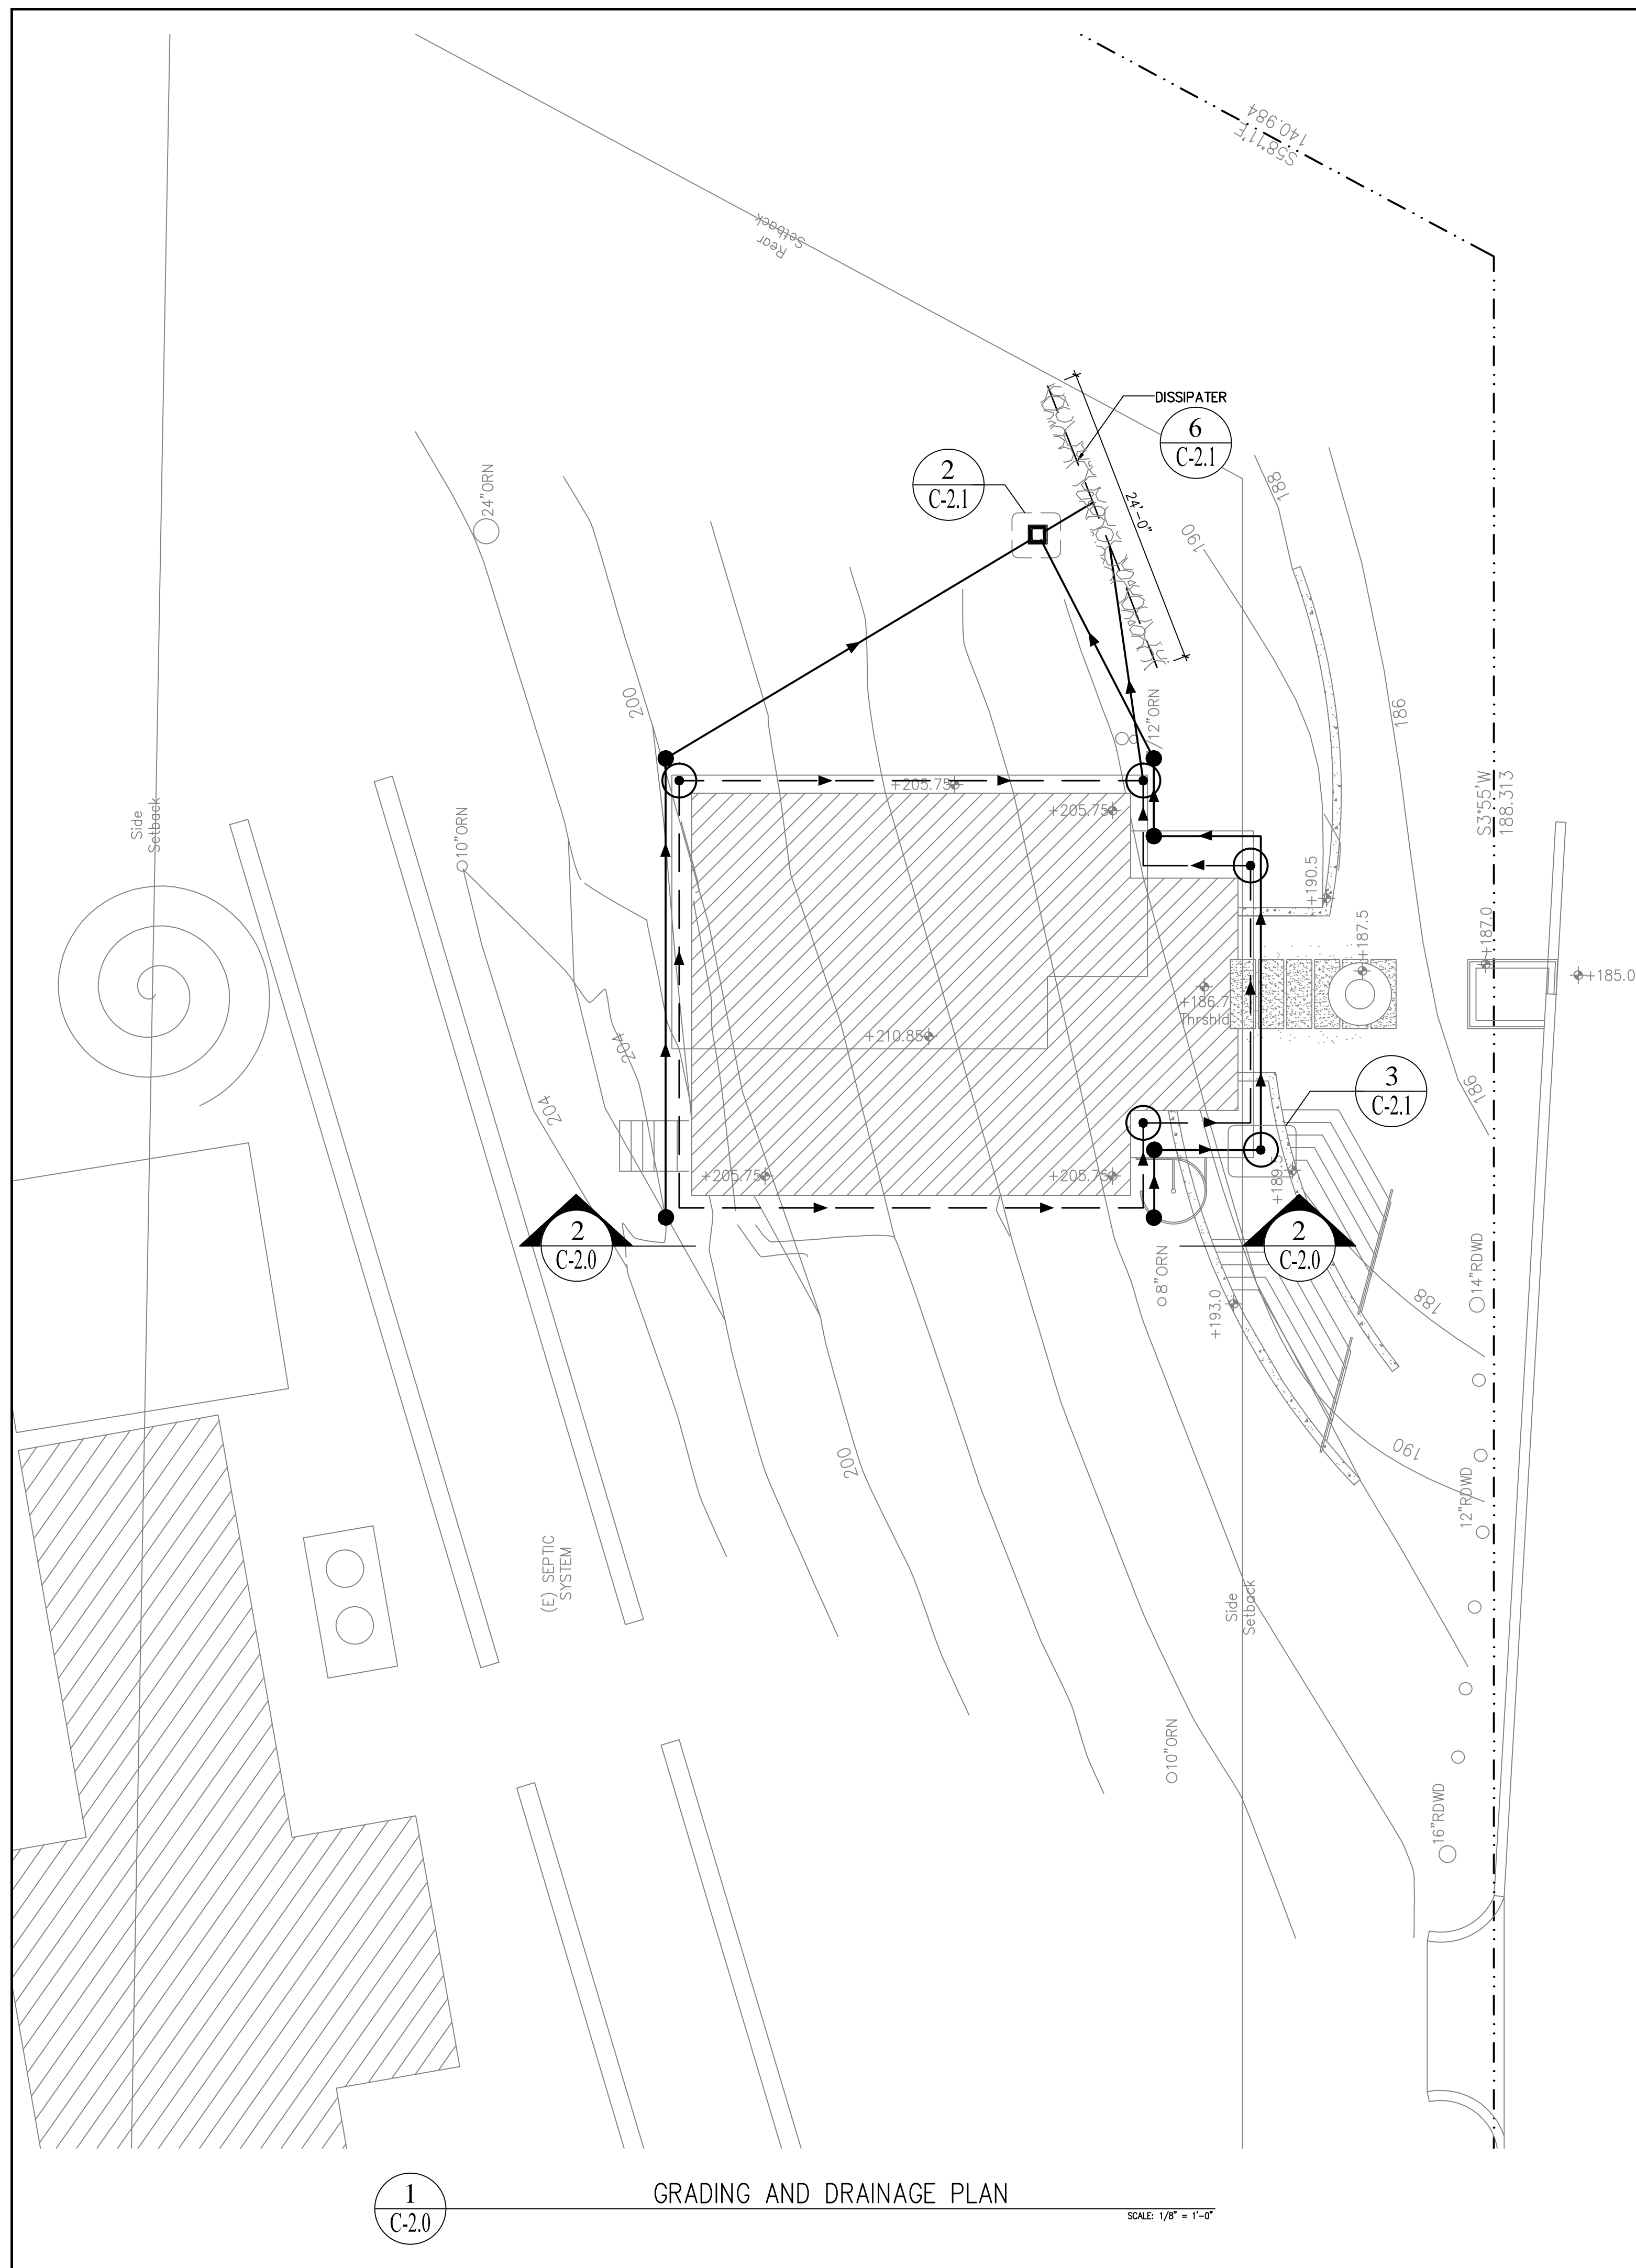 140.984
S58°11'E
Rear
Setback
DISSIPATER
6
C-2.1
2
C-2.1
24'-0"
188
190
24"ORN
200
12"ORN
186
S3°55'W
188.313
Side
Setback
10"ORN
+205.75
+205.75
+190.5
+187.5
+187.0
+185.0
+186.7
Thrshld
+210.85
204
204
3
C-2.1
186
+205.75
+205.75
+189.5
2
C-2.0
2
C-2.0
8"ORN
+193.0
188
14"RDWD
190
200
12"RDWD
(E) SEPTIC
SYSTEM
Side
Setback
10"ORN
16"RDWD
1
C-2.0
GRADING AND DRAINAGE PLAN
SCALE: 1/8" = 1'-0"